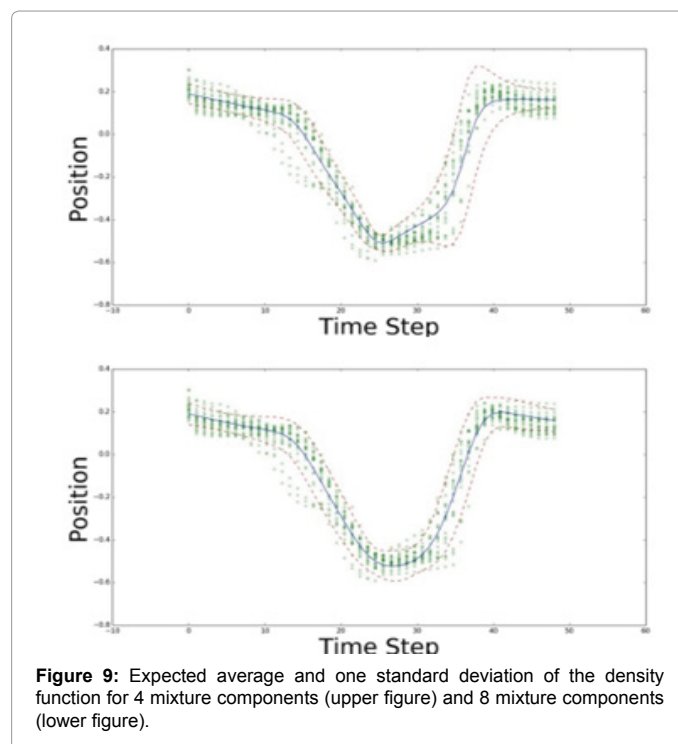 0.4
0.2
0.0
−0.2
−0.4
−0.6
−0.8
Position
−10 0 10 20 30 40 50 60
Time Step
0.4
0.2
0.0
−0.2
−0.4
−0.6
−0.8
Position
−10 0 10 20 30 40 50 60
Time Step
Figure 9: Expected average and one standard deviation of the density
function for 4 mixture components (upper figure) and 8 mixture components
(lower figure).